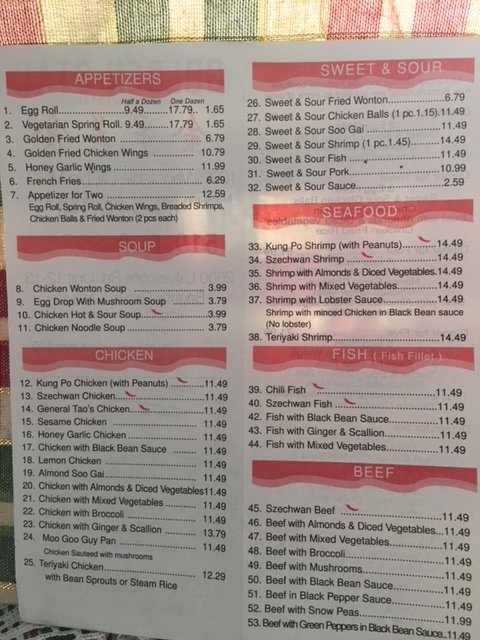 APPETIZERS
Half a Dozen One Dozen
1. Egg Roll..................9.49........17.79.. 1.65
2. Vegetarian Spring Roll. 9.49........17.79 1.65
3. Golden Fried Wonton ........................ 6.79
4. Golden Fried Chicken Wings ............. 10.79
5. Honey Garlic Wings .......................... 11.99
6. French Fries ...................................... 6.29
7. Appetizer for Two .............................. 12.59
Egg Roll, Spring Roll, Chicken Wings, Breaded Shrimps,
Chicken Balls & Fried Wonton (2 pcs each)
SOUP
8. Chicken Wonton Soup ....................... 3.99
9. Egg Drop With Mushroom Soup ........ 3.79
10. Chicken Hot & Sour Soup.................. 3.99
11. Chicken Noodle Soup ....................... 3.79
CHICKEN
12. Kung Po Chicken (with Peanuts) .......11.49
13. Szechwan Chicken............................11.49
14. General Tao's Chicken......................11.49
15. Sesame Chicken ..............................11.49
16. Honey Garlic Chicken ......................11.49
17. Chicken with Black Bean Sauce ......11.49
18. Lemon Chicken ...............................11.49
19. Almond Soo Gai ..............................11.49
20. Chicken with Almonds & Diced Vegetables11.49
21. Chicken with Mixed Vegetables .......11.49
22. Chicken with Broccoli ......................11.49
23. Chicken with Ginger & Scallion ........13.79
24. Moo Goo Guy Pan ..........................11.49
Chicken Sauteed with mushrooms
25. Teriyaki Chicken...............................12.29
with Bean Sprouts or Steam Rice
SWEET & SOUR
26. Sweet & Sour Fried Wonton...............6.79
27. Sweet & Sour Chicken Balls (1 pc.1.15).11.49
28. Sweet & Sour Soo Gai ....................11.49
29. Sweet & Sour Shrimp (1 pc. 1.45)......14.49
30. Sweet & Sour Fish ..........................11.49
31. Sweet & Sour Pork..........................10.99
32. Sweet & Sour Sauce........................2.59
SEAFOOD
33. Kung Po Shrimp (with Peanuts)........14.49
34. Szechwan Shrimp ...........................14.49
35. Shrimp with Almonds & Diced Vegetables.14.49
36. Shrimp with Mixed Vegetables..........14.49
37. Shrimp with Lobster Sauce...............14.49
Shrimp with minced Chicken in Black Bean sauce
(No lobster)
38. Teriyaki Shrimp................................14.49
FISH ( Fish Fillet )
39. Chili Fish .........................................11.49
40. Szechwan Fish ................................11.49
42. Fish with Black Bean Sauce.............11.49
43. Fish with Ginger & Scallion..............11.49
44. Fish with Mixed Vegetables..............11.49
BEEF
45. Szechwan Beef ...............................11.49
46. Beef with Almonds & Diced Vegetables...11.49
47. Beef with Mixed Vegetables..............11.49
48. Beef with Broccoli............................11.49
49. Beef with Mushrooms......................11.49
50. Beef with Black Bean Sauce............11.49
51. Beef in Black Pepper Sauce............11.49
52. Beef with Snow Peas.......................11.99
53. Beef with Green Peppers in Black Bean Sauce..11.49